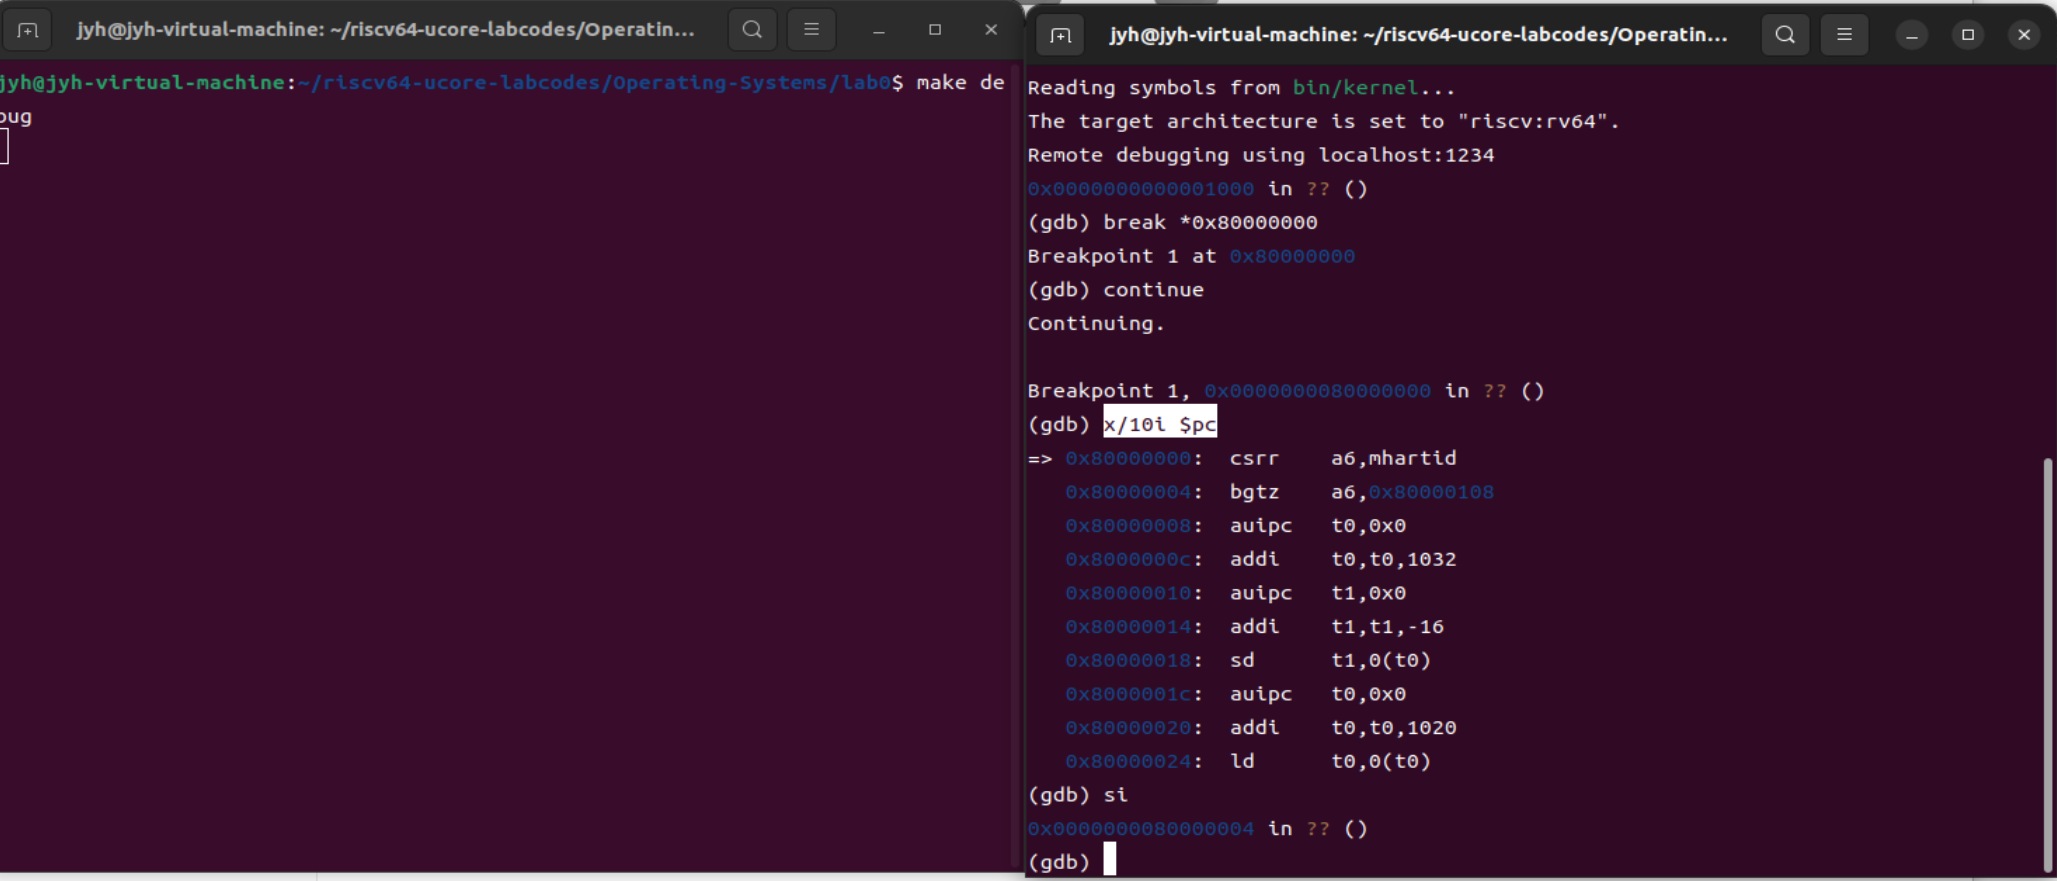 jyh@jyh-virtual-machine: ~/riscv64-ucore-labcodes/Operatin...
jyh@jyh-virtual-machine:~/riscv64-ucore-labcodes/Operating-Systems/lab0$ make de
bug
jyh@jyh-virtual-machine: ~/riscv64-ucore-labcodes/Operatin...
Reading symbols from bin/kernel...
The target architecture is set to "riscv:rv64".
Remote debugging using localhost:1234
0x0000000000001000 in ?? ()
(gdb) break *0x80000000
Breakpoint 1 at 0x80000000
(gdb) continue
Continuing.
Breakpoint 1, 0x0000000080000000 in ?? ()
(gdb) x/10i $pc
=> 0x80000000: csrr a6,mhartid
0x80000004: bgtz a6,0x80000108
0x80000008: auipc t0,0x0
0x8000000c: addi t0,t0,1032
0x80000010: auipc t1,0x0
0x80000014: addi t1,t1,-16
0x80000018: sd t1,0(t0)
0x8000001c: auipc t0,0x0
0x80000020: addi t0,t0,1020
0x80000024: ld t0,0(t0)
(gdb) si
0x0000000080000004 in ?? ()
(gdb)